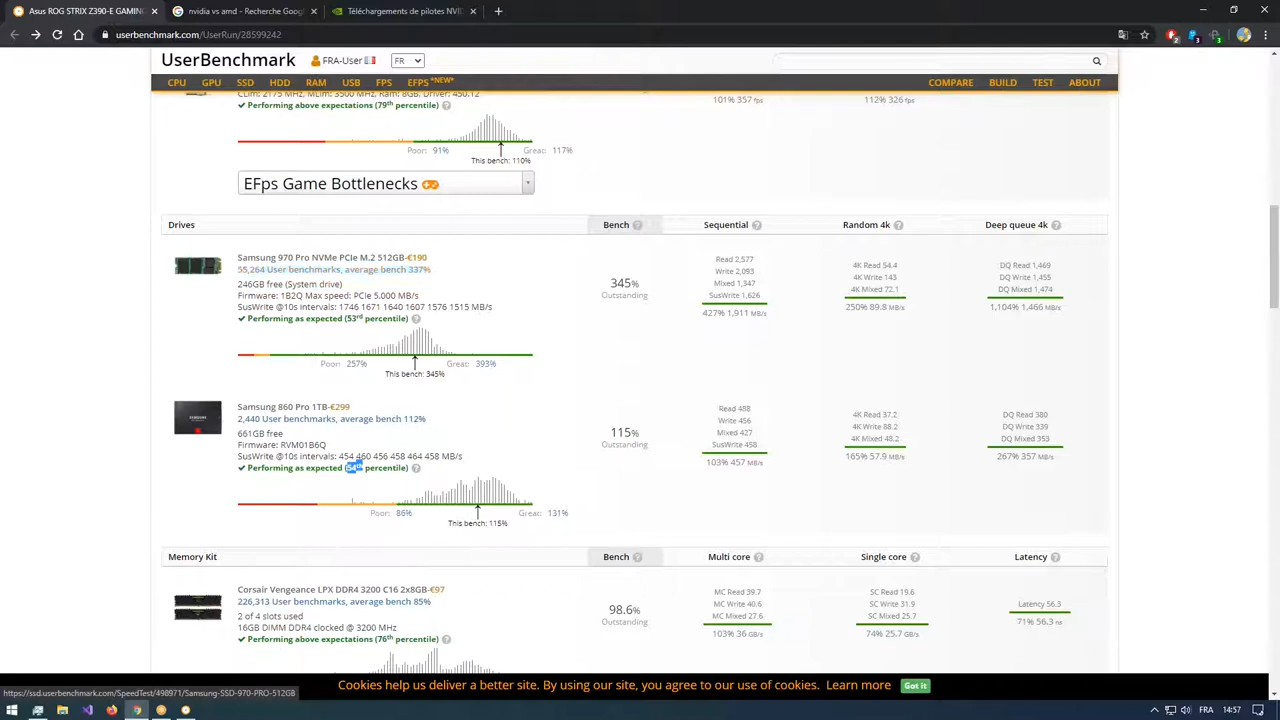 Asus ROG STRIX Z390-E GAMING
nvidia vs amd - Recherche Google
Téléchargements de pilotes NVID
userbenchmark.com/UserRun/28599242
UserBenchmark
FRA-User
FR
CPU GPU SSD HDD RAM USB FPS EFPS *NEW*
COMPARE BUILD TEST ABOUT
CLim: 2175 MHz, MLim: 3500 MHz, Ram: 8GB, Driver: 450.12
101% 357 fps
112% 326 fps
Performing above expectations (79th percentile)
Poor: 91%
Great: 117%
This bench: 110%
EFps Game Bottlenecks
Drives Bench Sequential Random 4k Deep queue 4k
Samsung 970 Pro NVMe PCIe M.2 512GB-€190
55,264 User benchmarks, average bench 337%
246GB free (System drive)
Firmware: 1B2Q Max speed: PCIe 5,000 MB/s
SusWrite @10s intervals: 1746 1671 1640 1607 1576 1515 MB/s
Performing as expected (53rd percentile)
Poor: 257%
Great: 393%
This bench: 345%
345%
Outstanding
Read 2,577
Write 2,093
Mixed 1,347
SusWrite 1,626
427% 1,911 MB/s
4K Read 54.4
4K Write 143
4K Mixed 72.1
250% 89.8 MB/s
DQ Read 1,469
DQ Write 1,455
DQ Mixed 1,474
1,104% 1,466 MB/s
Samsung 860 Pro 1TB-€299
2,440 User benchmarks, average bench 112%
661GB free
Firmware: RVM01B6Q
SusWrite @10s intervals: 454 460 456 458 464 458 MB/s
Performing as expected (54th percentile)
Poor: 86%
Great: 131%
This bench: 115%
115%
Outstanding
Read 488
Write 456
Mixed 427
SusWrite 458
103% 457 MB/s
4K Read 37.2
4K Write 88.2
4K Mixed 48.2
165% 57.9 MB/s
DQ Read 380
DQ Write 339
DQ Mixed 353
267% 357 MB/s
Memory Kit Bench Multi core Single core Latency
Corsair Vengeance LPX DDR4 3200 C16 2x8GB-€97
226,313 User benchmarks, average bench 85%
2 of 4 slots used
16GB DIMM DDR4 clocked @ 3200 MHz
Performing above expectations (76th percentile)
98.6%
Outstanding
MC Read 39.7
MC Write 40.6
MC Mixed 27.6
103% 36 GB/s
SC Read 19.6
SC Write 31.9
SC Mixed 25.7
74% 25.7 GB/s
Latency 56.3
71% 56.3 ns
Cookies help us deliver a better site. By using our site, you agree to our use of cookies. Learn more Got it
https://ssd.userbenchmark.com/SpeedTest/498971/Samsung-SSD-970-PRO-512GB
FRA 14:57